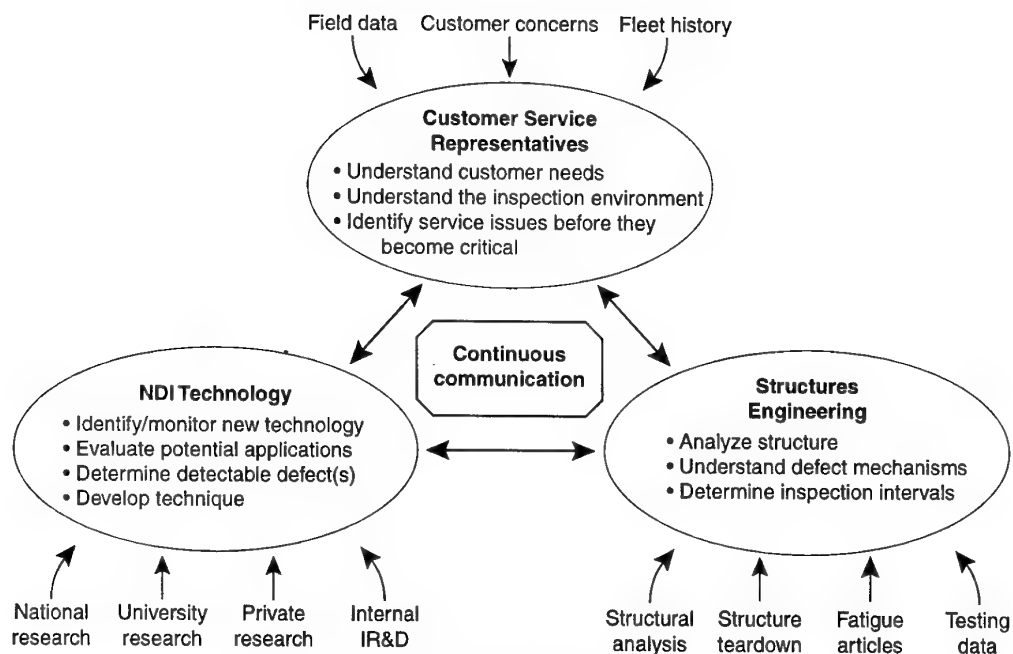 Field data Customer concerns Fleet history
Customer Service
Representatives
• Understand customer needs
• Understand the inspection environment
• Identify service issues before they
become critical
Continuous
communication
NDI Technology
• Identify/monitor new technology
• Evaluate potential applications
• Determine detectable defect(s)
• Develop technique
Structures
Engineering
• Analyze structure
• Understand defect mechanisms
• Determine inspection intervals
National
research
University
research
Private
research
Internal
IR&D
Structural
analysis
Structure
teardown
Fatigue
articles
Testing
data